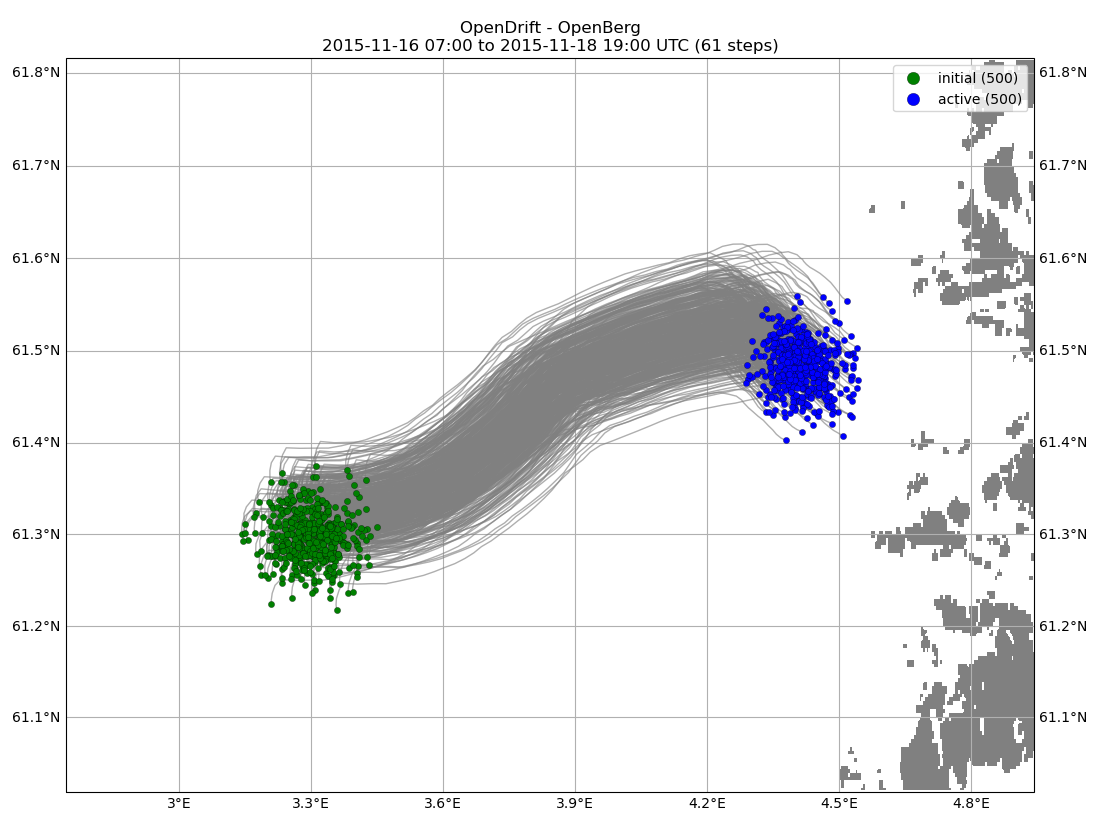 OpenDrift - OpenBerg
2015-11-16 07:00 to 2015-11-18 19:00 UTC (61 steps)
initial (500)
active (500)
61.8°N
61.8°N
61.7°N
61.7°N
61.6°N
61.6°N
61.5°N
61.5°N
61.4°N
61.4°N
61.3°N
61.3°N
61.2°N
61.2°N
61.1°N
61.1°N
3°E
3.3°E
3.6°E
3.9°E
4.2°E
4.5°E
4.8°E